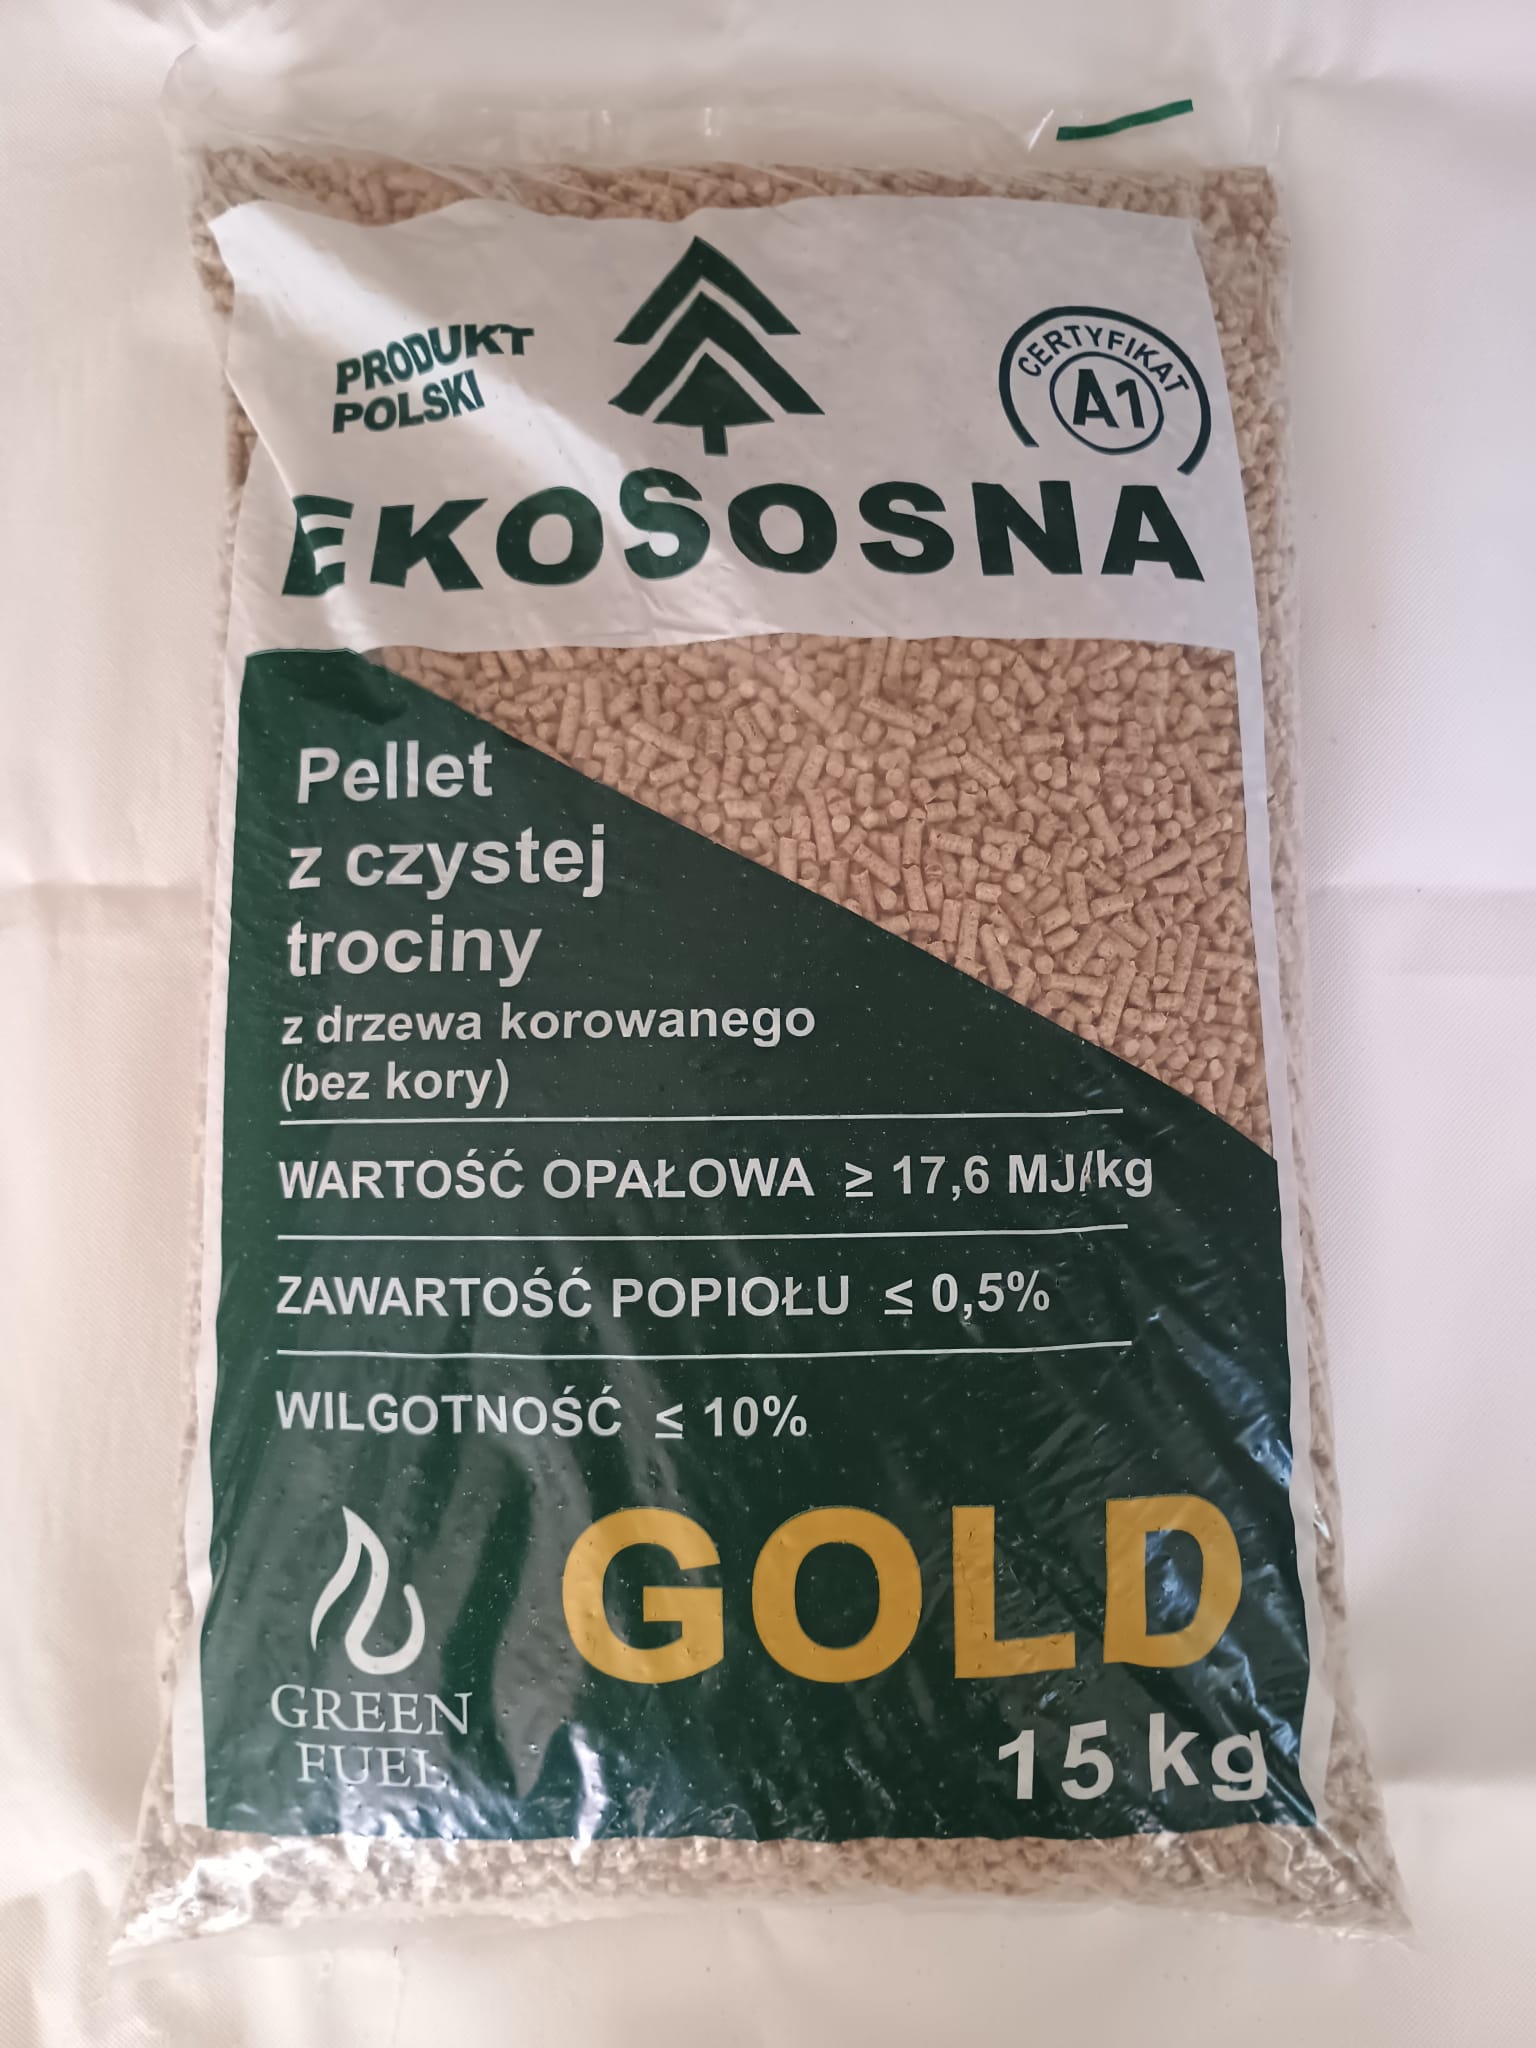 PRODUKT
POLSKI
CERTYFIKAT
A1
EKOSOSNA
Pellet
z czystej
trociny
z drzewa korowanego
(bez kory)
WARTOŚĆ OPAŁOWA ≥ 17,6 MJ/kg
ZAWARTOŚĆ POPIOŁU ≤ 0,5%
WILGOTNOŚĆ ≤ 10%
GOLD
GREEN
FUEL
15 kg